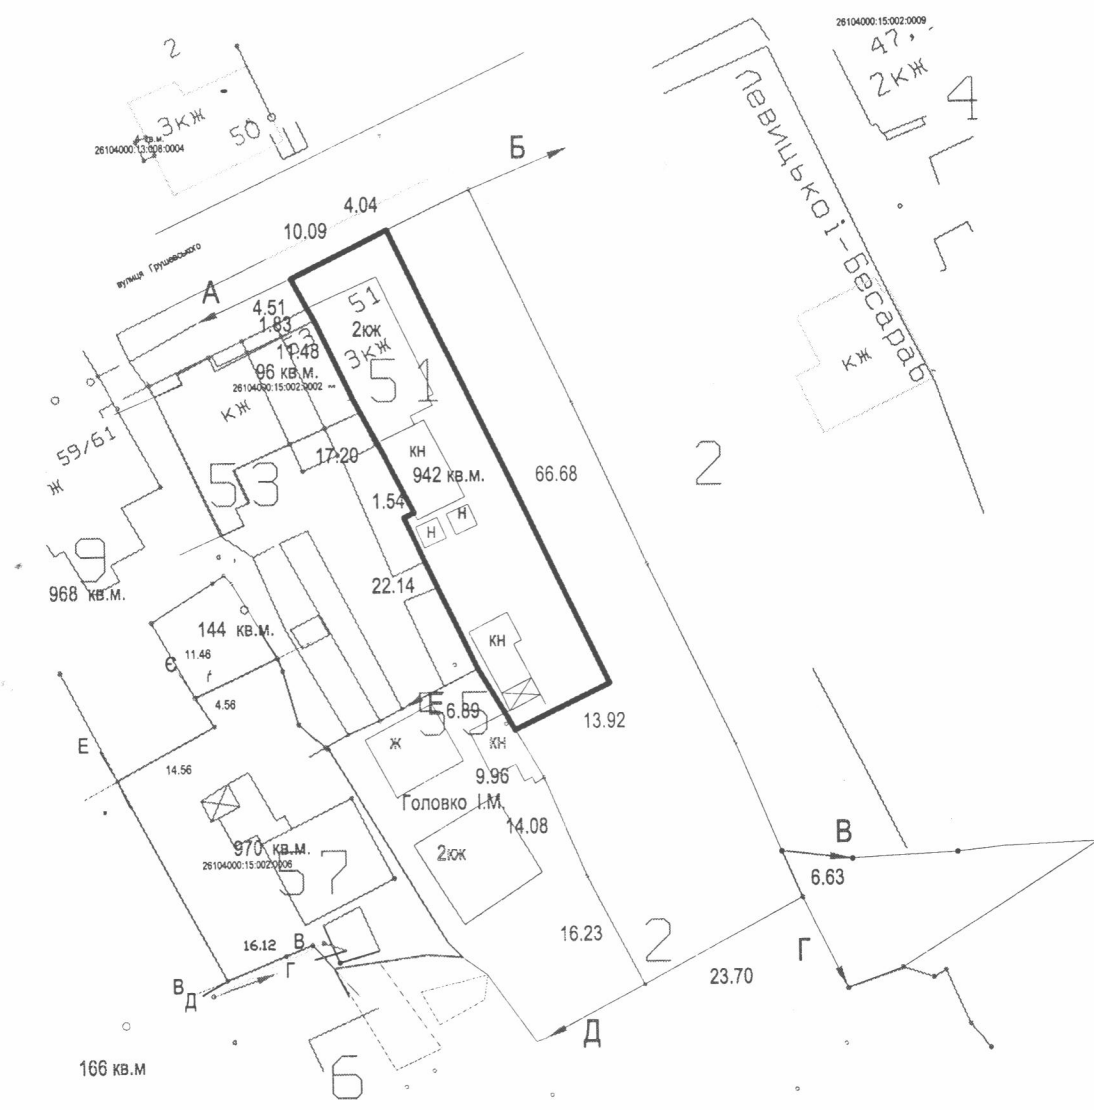 26104000:15:002:0009
47,
2кж
4
2
3кж
50
кв.м.
26104000:13:008:0004
Левицької-Бесараб
Б
4.04
10.09
вулиця Грушевського
А
4.51
1.83
11.48
96 кв.м.
26104000:15:002:0002
51
2кж
3кж
51
кж
кж
59/61
ж
53
17.20
кн
942 кв.м.
66.68
2
1.54
н
н
9
968 кв.м.
22.14
144 кв.м.
11.46
Є
4.56
кн
Е
6.89
55
13.92
Е
14.56
ж
кн
9.96
Головко І.М.
14.08
970 кв.м.
26104000:15:002:0006
57
2кж
В
6.63
16.12
В
Г
В
Д
16.23
2
Г
23.70
Д
166 кв.м
6